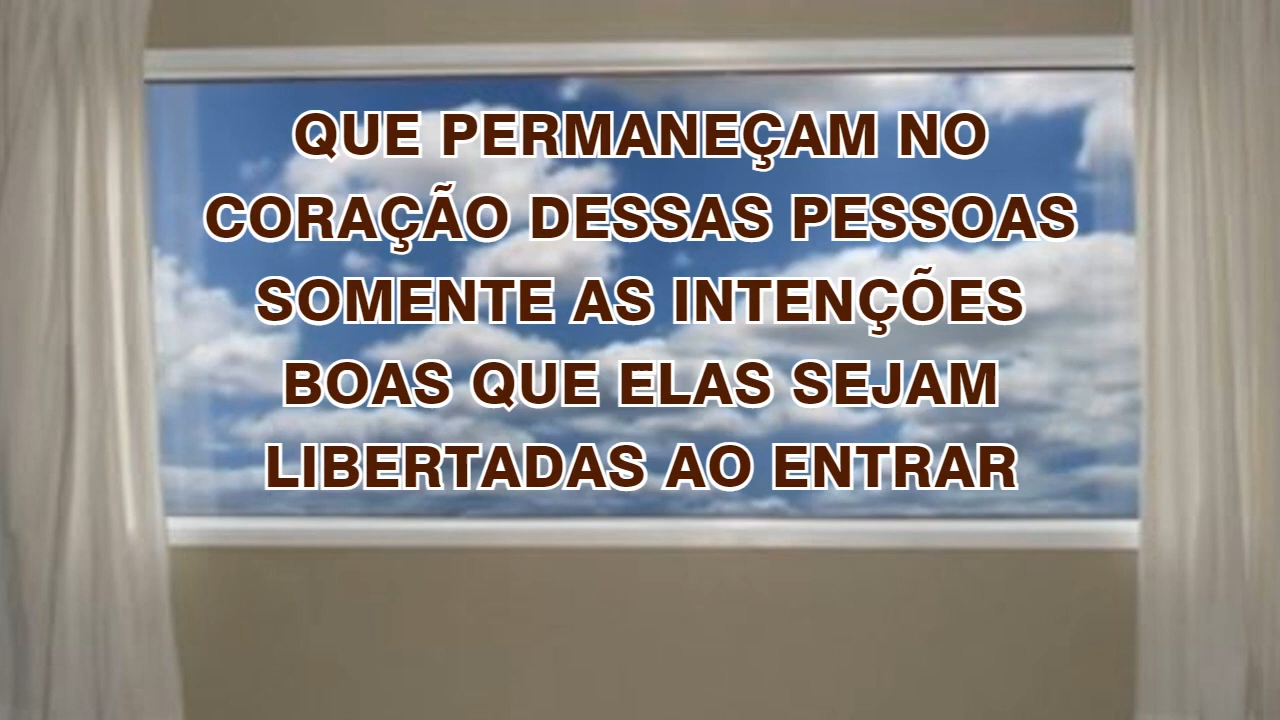 QUE PERMANEÇAM NO
CORAÇÃO DESSAS PESSOAS
SOMENTE AS INTENÇÕES
BOAS QUE ELAS SEJAM
LIBERTADAS AO ENTRAR